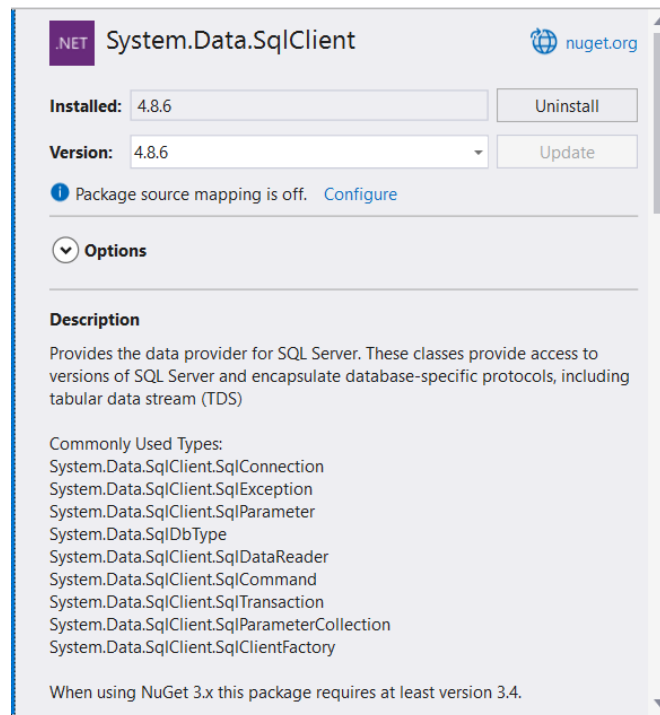 .NET System.Data.SqlClient nuget.org
Installed: 4.8.6 Uninstall
Version: 4.8.6 Update
Package source mapping is off. Configure
Options
Description
Provides the data provider for SQL Server. These classes provide access to
versions of SQL Server and encapsulate database-specific protocols, including
tabular data stream (TDS)
Commonly Used Types:
System.Data.SqlClient.SqlConnection
System.Data.SqlClient.SqlException
System.Data.SqlClient.SqlParameter
System.Data.SqlDbType
System.Data.SqlClient.SqlDataReader
System.Data.SqlClient.SqlCommand
System.Data.SqlClient.SqlTransaction
System.Data.SqlClient.SqlParameterCollection
System.Data.SqlClient.SqlClientFactory
When using NuGet 3.x this package requires at least version 3.4.